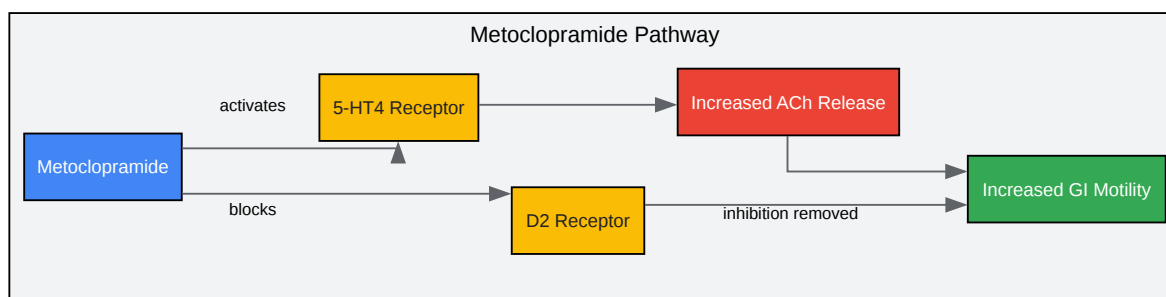 Metoclopramide Pathway
activates
5-HT4 Receptor
Increased ACh Release
Metoclopramide
Increased GI Motility
blocks
D2 Receptor
inhibition removed